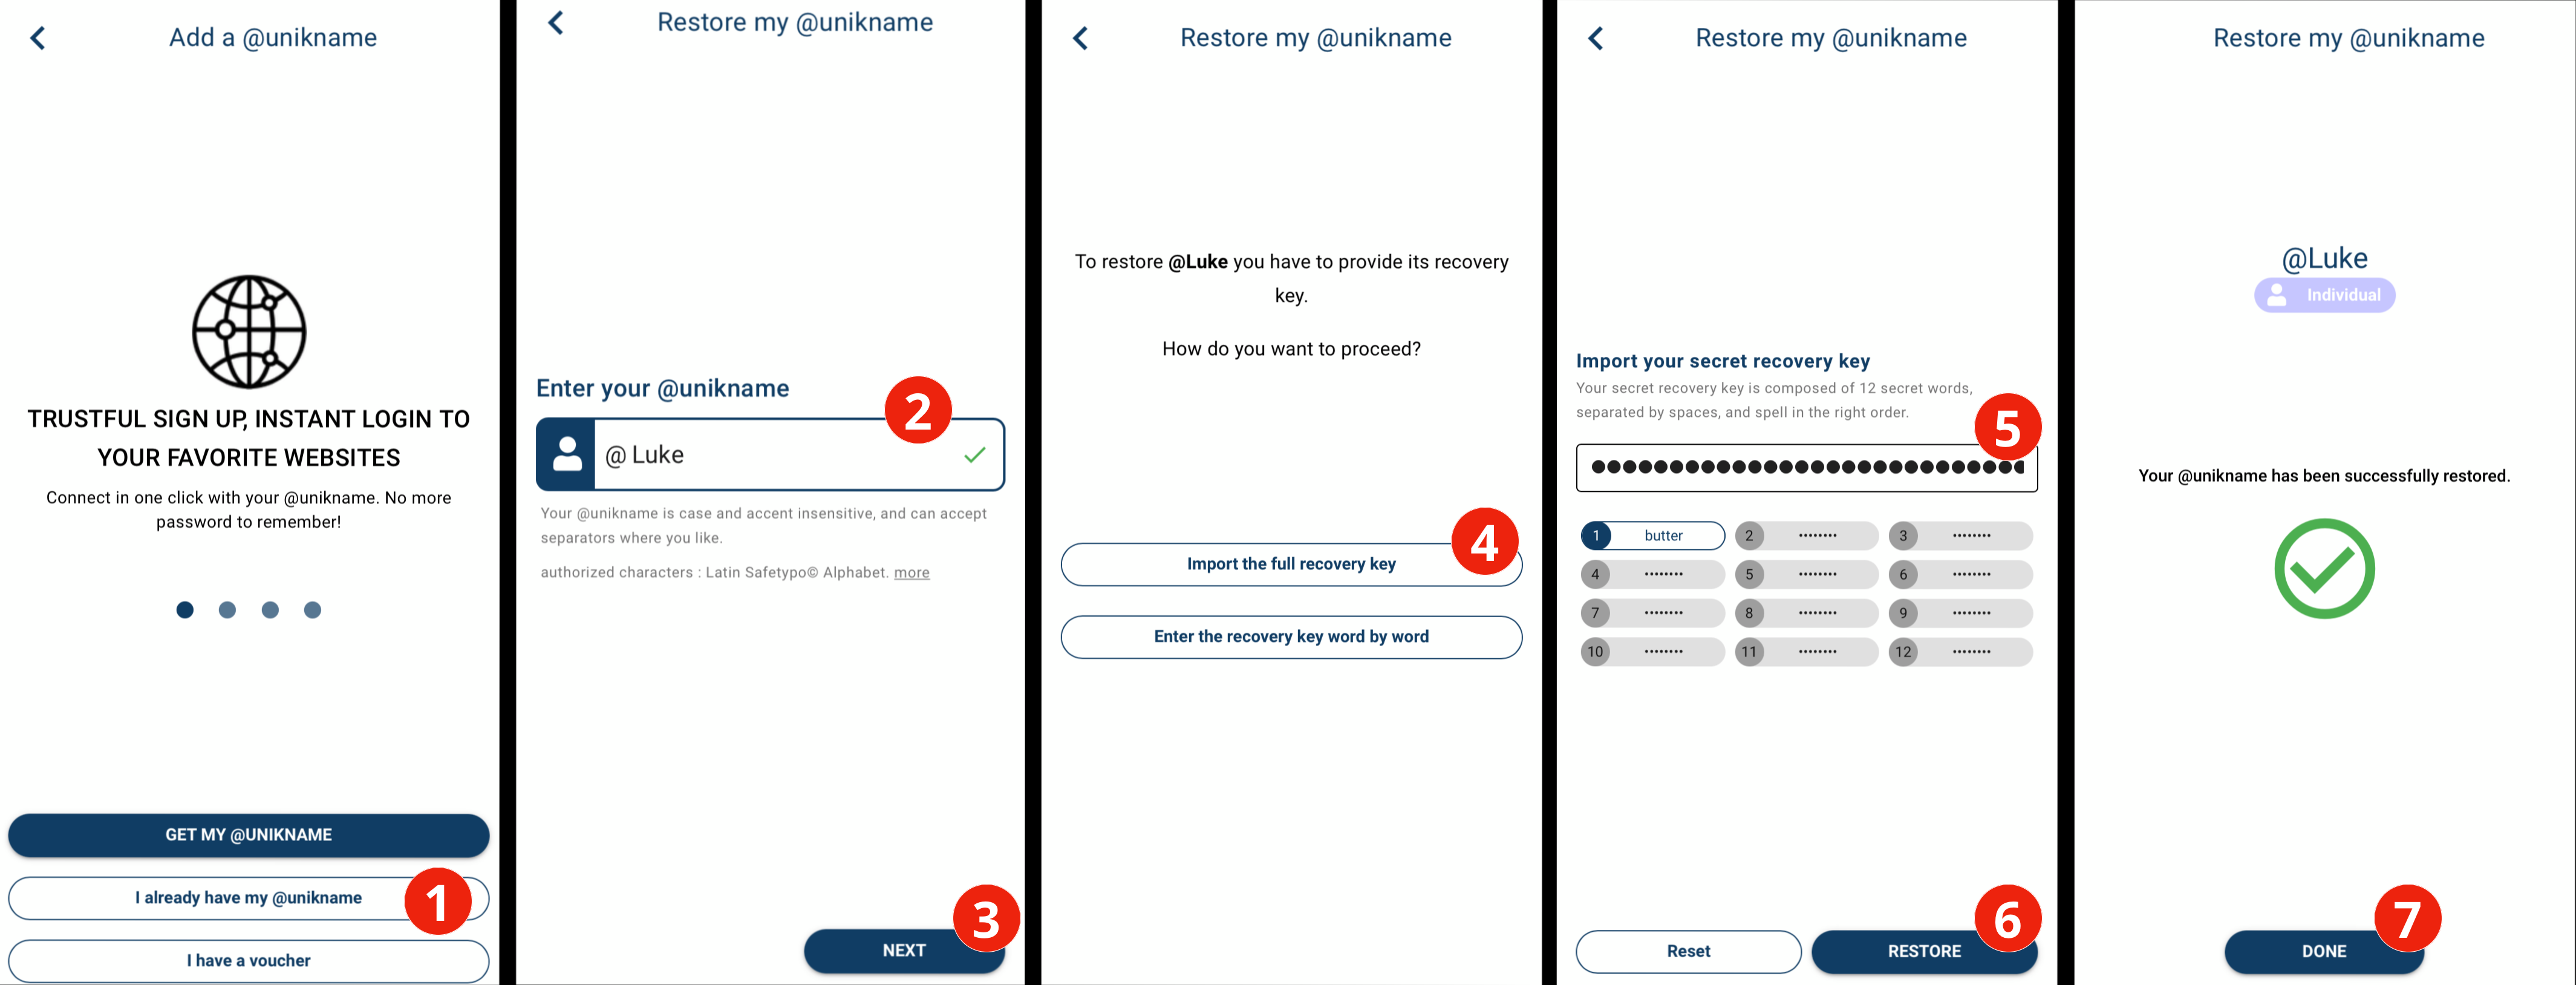 Add a @unikname
TRUSTFUL SIGN UP, INSTANT LOGIN TO
YOUR FAVORITE WEBSITES
Connect in one click with your @unikname. No more
password to remember!
GET MY @UNIKNAME
I already have my @unikname
1
I have a voucher
Restore my @unikname
Enter your @unikname
2
@ Luke
Your @unikname is case and accent insensitive, and can accept
separators where you like.
authorized characters : Latin Safetypo© Alphabet. more
3
NEXT
Restore my @unikname
To restore @Luke you have to provide its recovery
key.
How do you want to proceed?
4
Import the full recovery key
Enter the recovery key word by word
Restore my @unikname
Import your secret recovery key
Your secret recovery key is composed of 12 secret words,
separated by spaces, and spell in the right order.
5
●●●●●●●●●●●●●●●●●●●●●●●●●●●●
1 butter 2 •••••••• 3 ••••••••
4 •••••••• 5 •••••••• 6 ••••••••
7 •••••••• 8 •••••••• 9 ••••••••
10 •••••••• 11 •••••••• 12 ••••••••
6
Reset RESTORE
Restore my @unikname
@Luke
Individual
Your @unikname has been successfully restored.
7
DONE